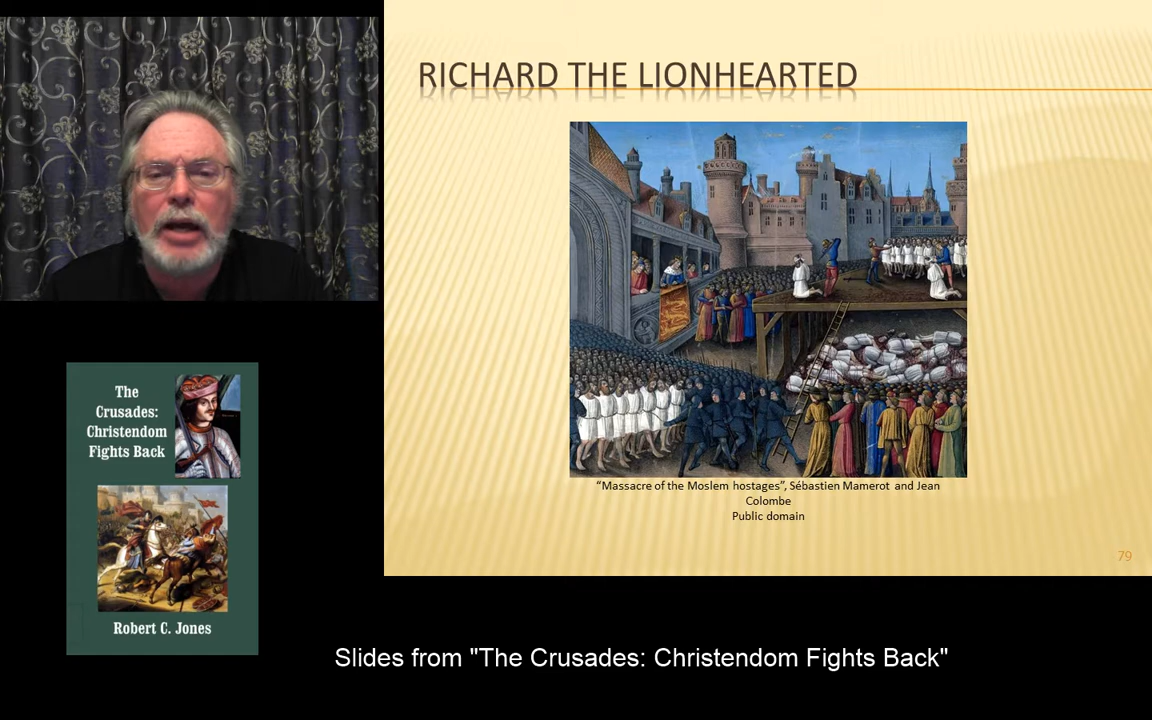 RICHARD THE LIONHEARTED
"Massacre of the Moslem hostages", Sébastien Mamerot and Jean
Colombe
Public domain
79
The
Crusades:
Christendom
Fights Back
Robert C. Jones
Slides from "The Crusades: Christendom Fights Back"